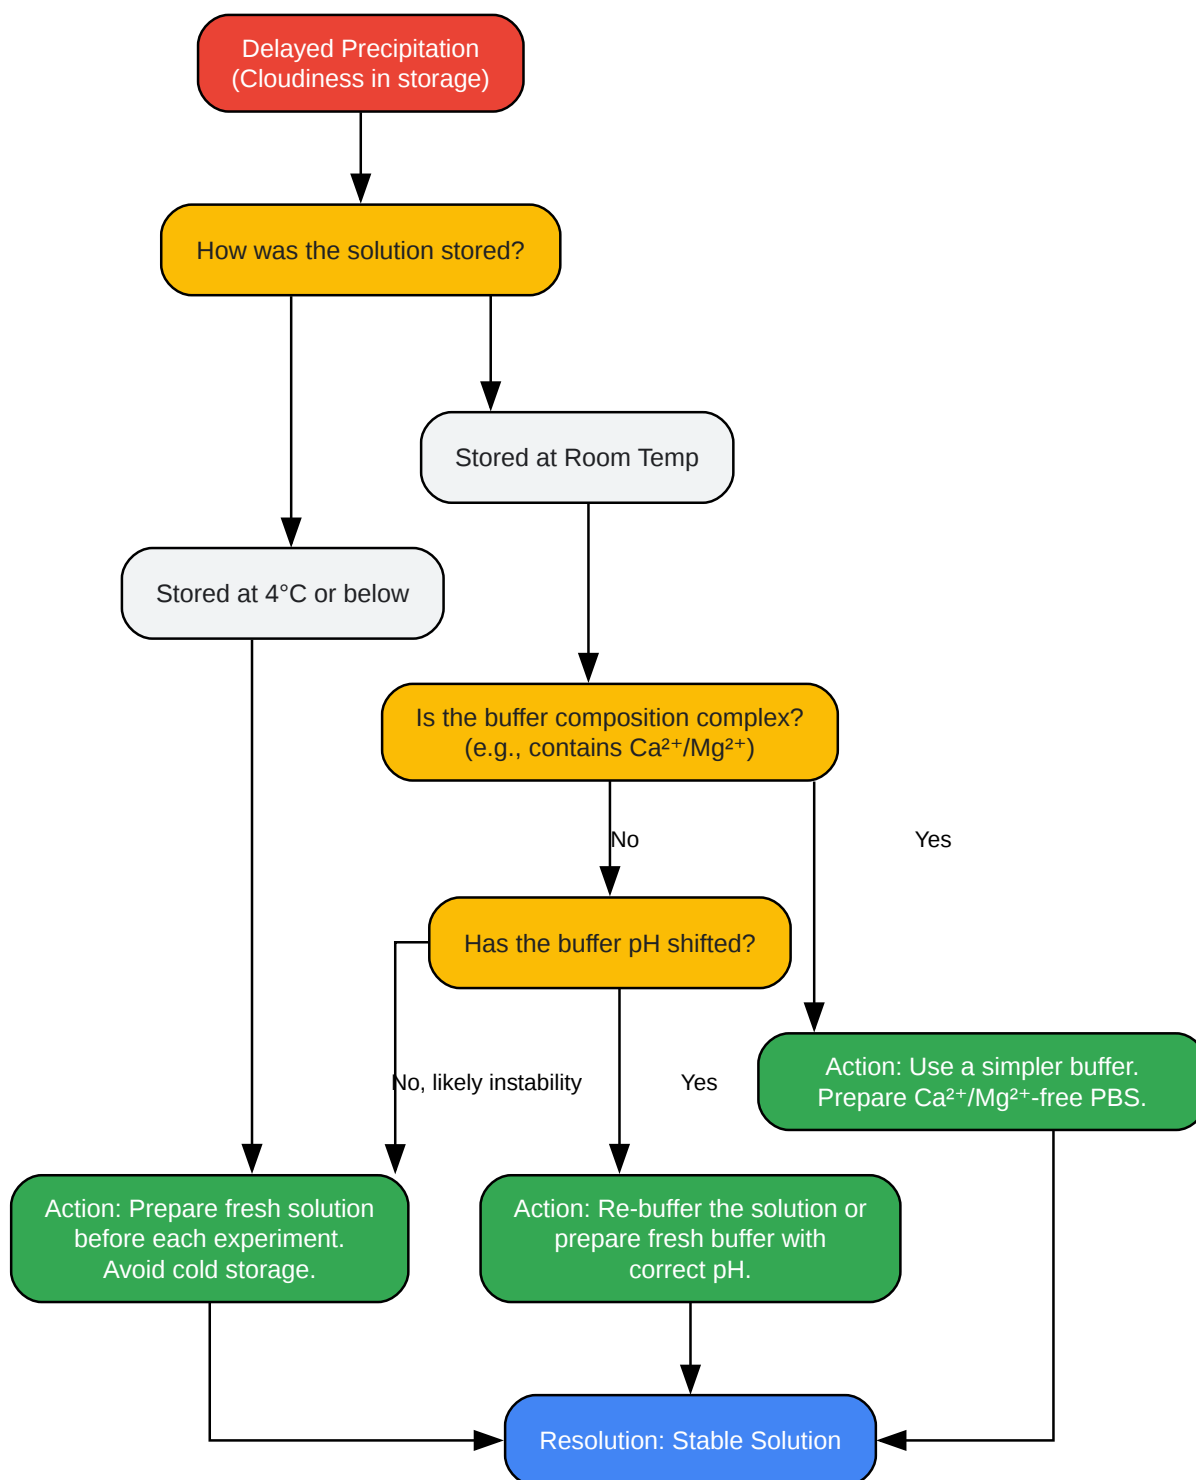 Delayed Precipitation
(Cloudiness in storage)
How was the solution stored?
Stored at Room Temp
Stored at 4°C or below
Is the buffer composition complex?
(e.g., contains Ca²⁺/Mg²⁺)
No
Yes
Has the buffer pH shifted?
No, likely instability
Yes
Action: Use a simpler buffer.
Prepare Ca²⁺/Mg²⁺-free PBS.
Action: Prepare fresh solution
before each experiment.
Avoid cold storage.
Action: Re-buffer the solution or
prepare fresh buffer with
correct pH.
Resolution: Stable Solution